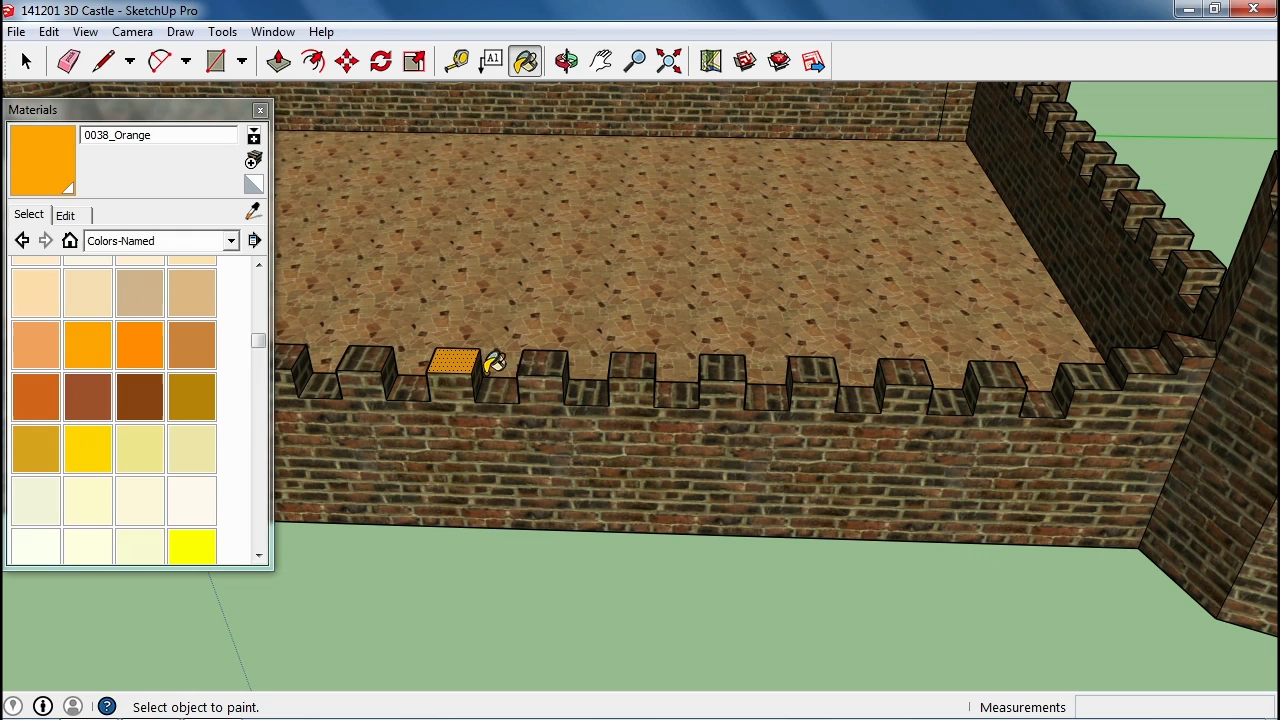 141201 3D Castle - SketchUp Pro
File Edit View Camera Draw Tools Window Help
A1
Materials
0038_Orange
Select Edit
Colors-Named
Select object to paint.
Measurements